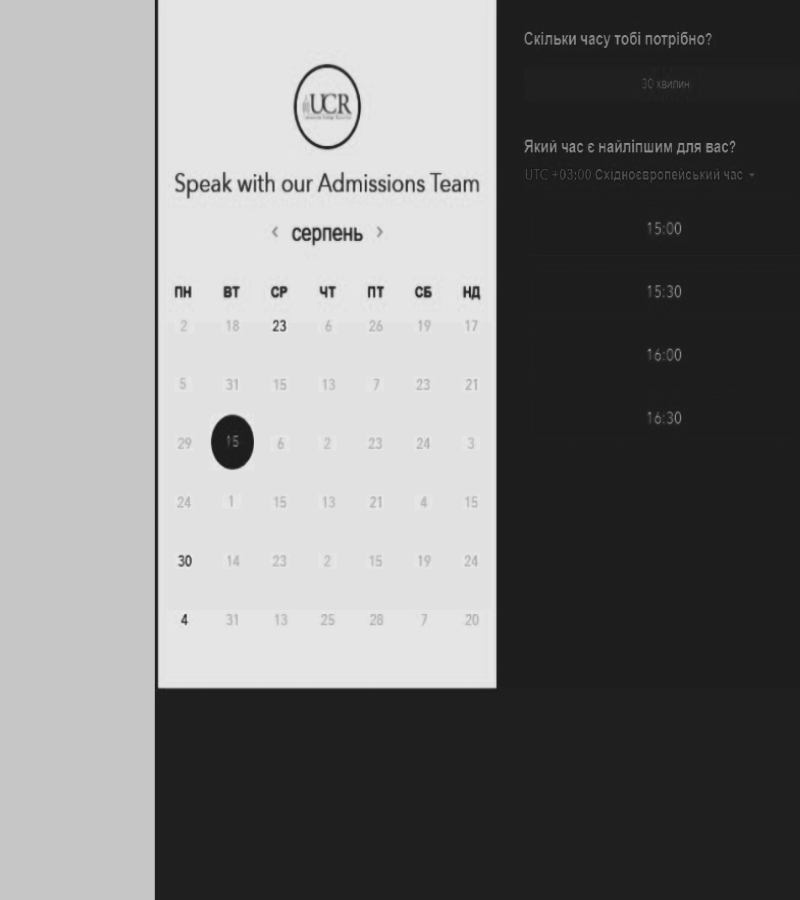 UCR
Speak with our Admissions Team
‹ серпень ›
ПН ВТ СР ЧТ ПТ СБ НД
2 18 23 6 26 19 17
5 31 15 13 7 23 21
29 15 6 2 23 24 3
24 1 15 13 21 4 15
30 14 23 2 15 19 24
4 31 13 25 28 7 20
Скільки часу тобі потрібно?
30 хвилин
Який час є найліпшим для вас?
UTC +03:00 Східноєвропейський час
15:00
15:30
16:00
16:30